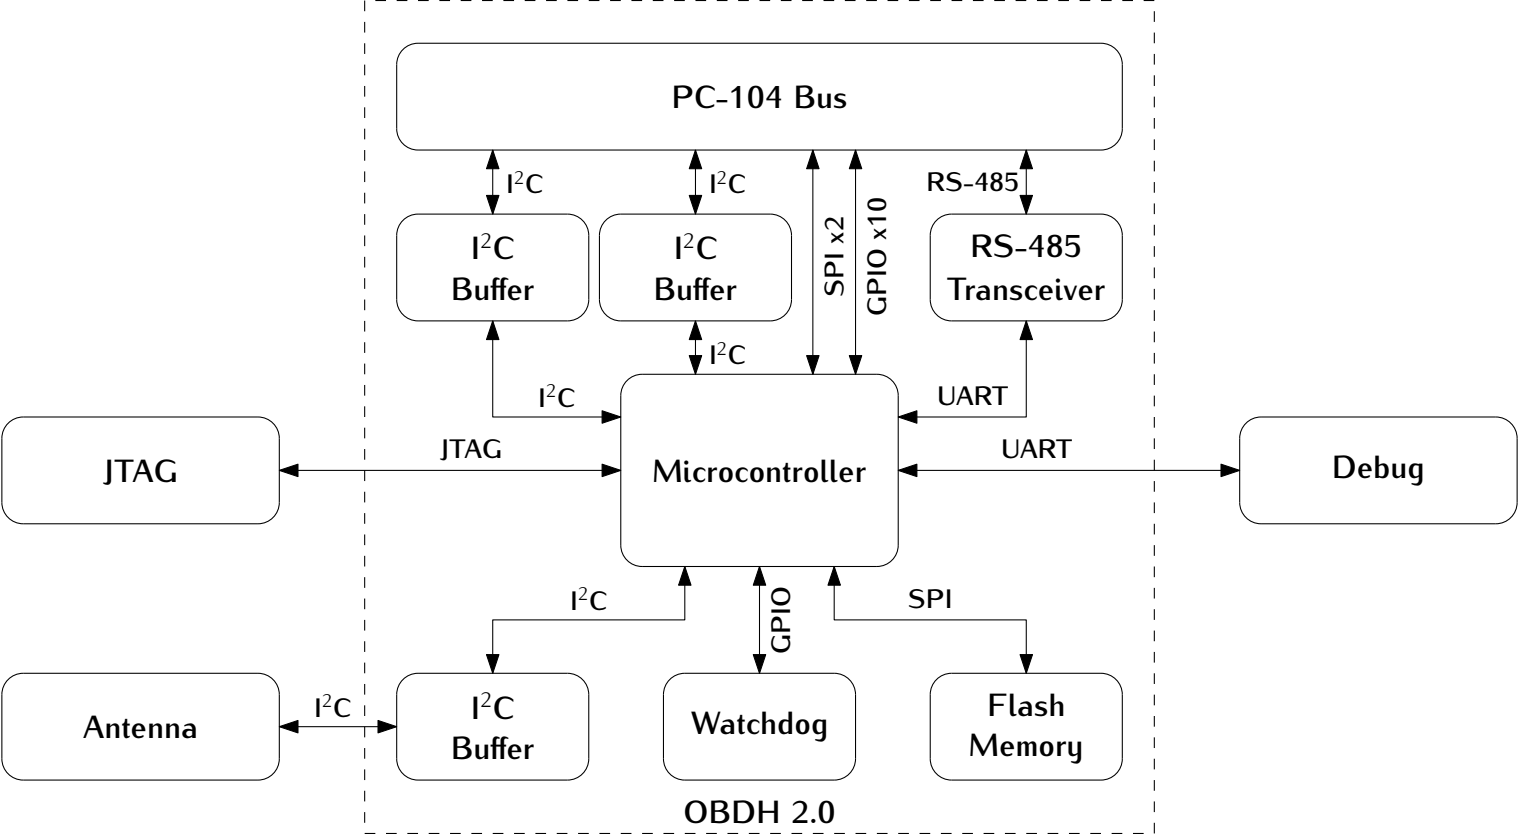 PC-104 Bus
I²C
I²C
RS-485
SPI x2
GPIO x10
I²C
Buffer
I²C
Buffer
RS-485
Transceiver
I²C
I²C
UART
JTAG
JTAG
Microcontroller
UART
Debug
I²C
GPIO
SPI
Antenna
I²C
I²C
Buffer
Watchdog
Flash
Memory
OBDH 2.0